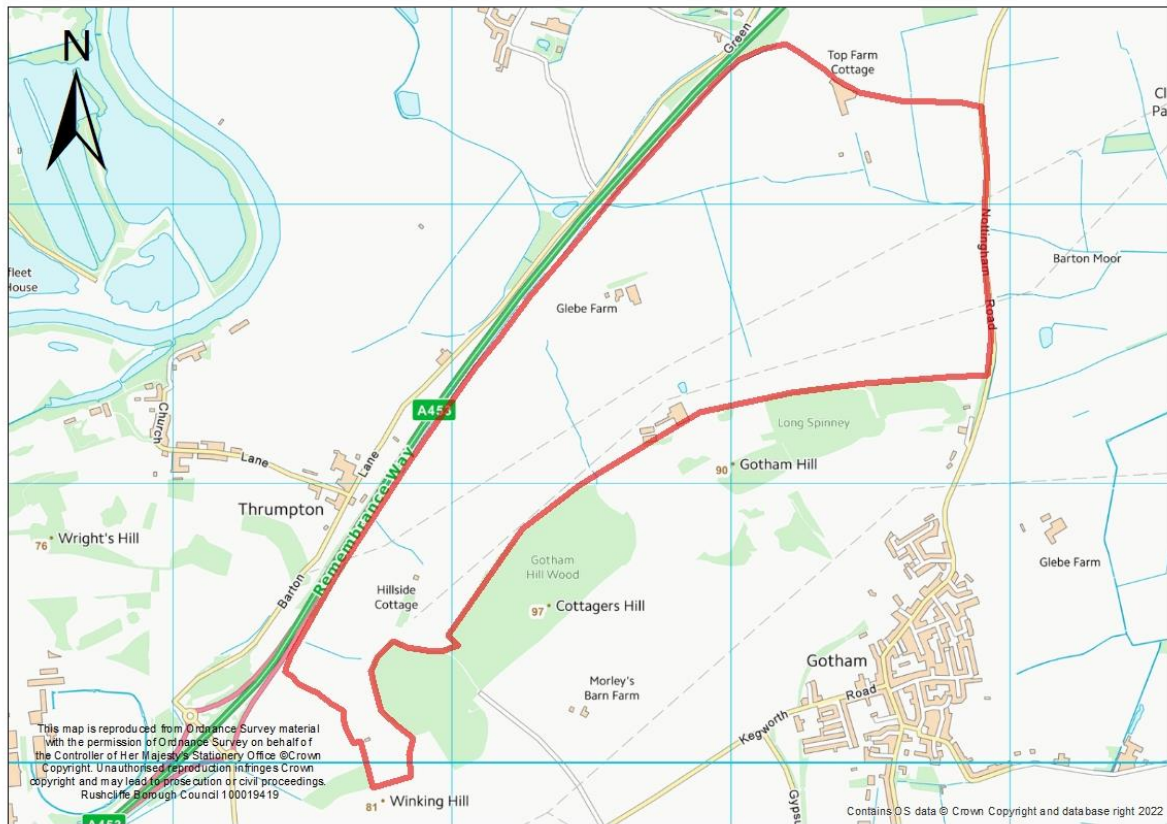 N
Green
Top Farm
Cottage
Cl
Pa
Nottingham Road
Barton Moor
fleet
House
Glebe Farm
A453
Church
Lane
Lane
Long Spinney
90
Gotham Hill
Thrumpton
Remembrance Way
76
Wright's Hill
Barton
Gotham
Hill Wood
Glebe Farm
Hillside
Cottage
97
Cottagers Hill
Gotham
Morley's
Barn Farm
Kegworth
Road
This map is reproduced from Ordnance Survey material
with the permission of Ordnance Survey on behalf of
the Controller of Her Majesty's Stationery Office ©Crown
Copyright. Unauthorised reproduction infringes Crown
copyright and may lead to prosecution or civil proceedings.
Rushcliffe Borough Council 100019419
81
Winking Hill
Gypsu
A453
Contains OS data © Crown Copyright and database right 2022